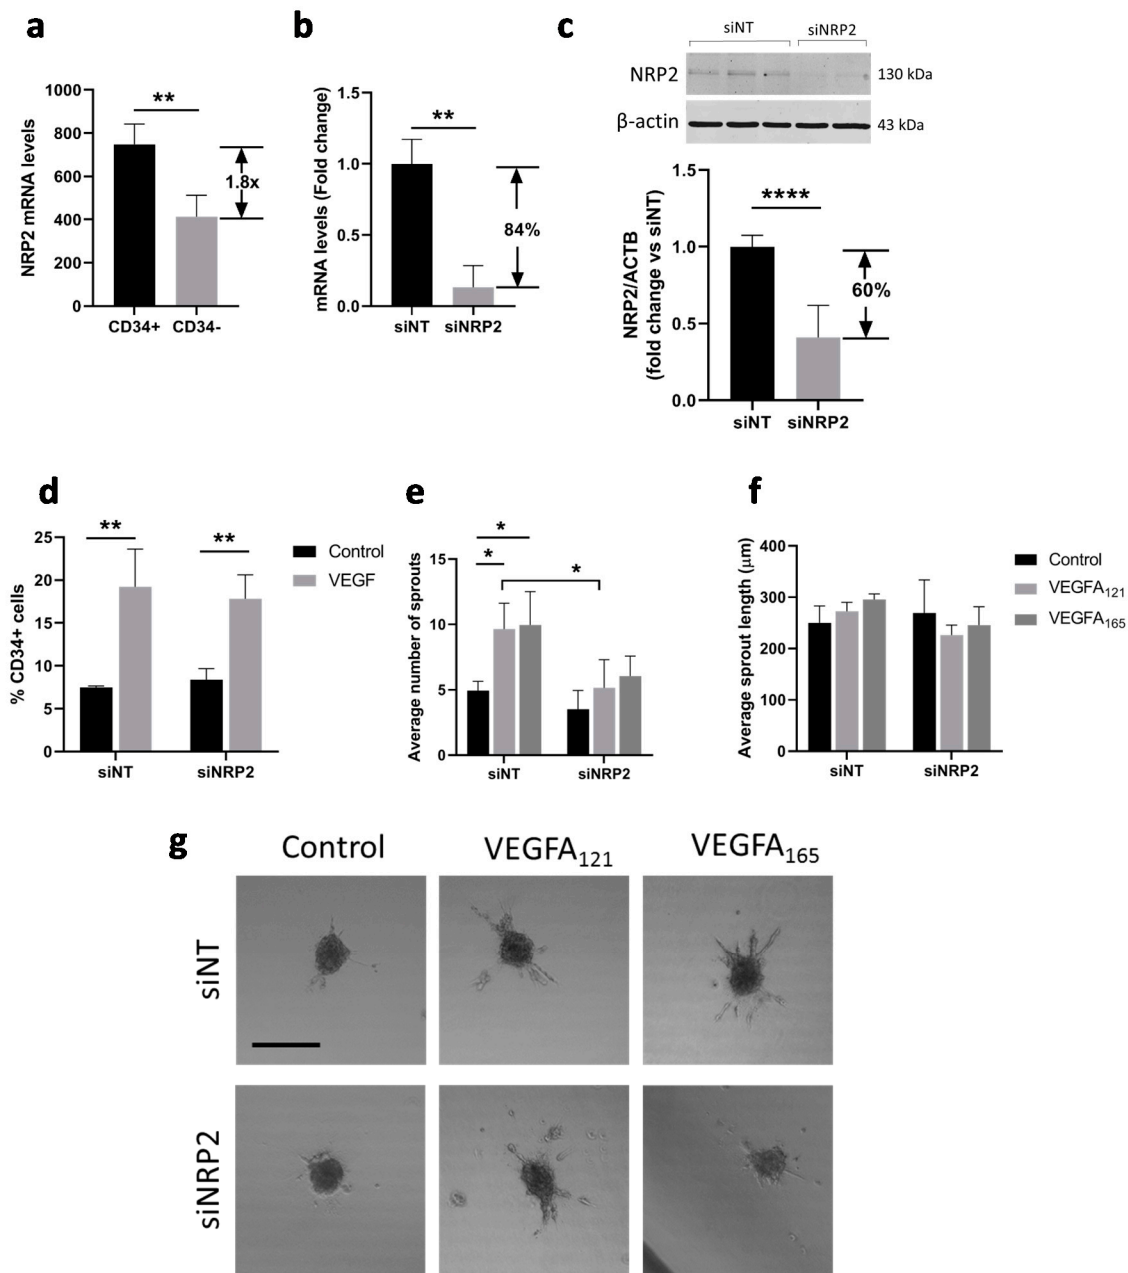 a
NRP2 mRNA levels
1000
800
600
400
200
0
**
1.8x
CD34+ CD34-
b
mRNA levels (Fold change)
1.5
1.0
0.5
0.0
**
84%
siNT siNRP2
c
siNT siNRP2
NRP2 130 kDa
β-actin 43 kDa
NRP2/ACTB
(fold change vs siNT)
1.5
1.0
0.5
0.0
****
60%
siNT siNRP2
d
% CD34+ cells
25
20
15
10
5
0
** **
siNT siNRP2
Control
VEGF
e
Average number of sprouts
15
10
5
0
*
*
*
siNT siNRP2
f
Average sprout length (μm)
400
300
200
100
0
siNT siNRP2
Control
VEGFA121
VEGFA165
g
Control VEGFA121 VEGFA165
siNT
siNRP2